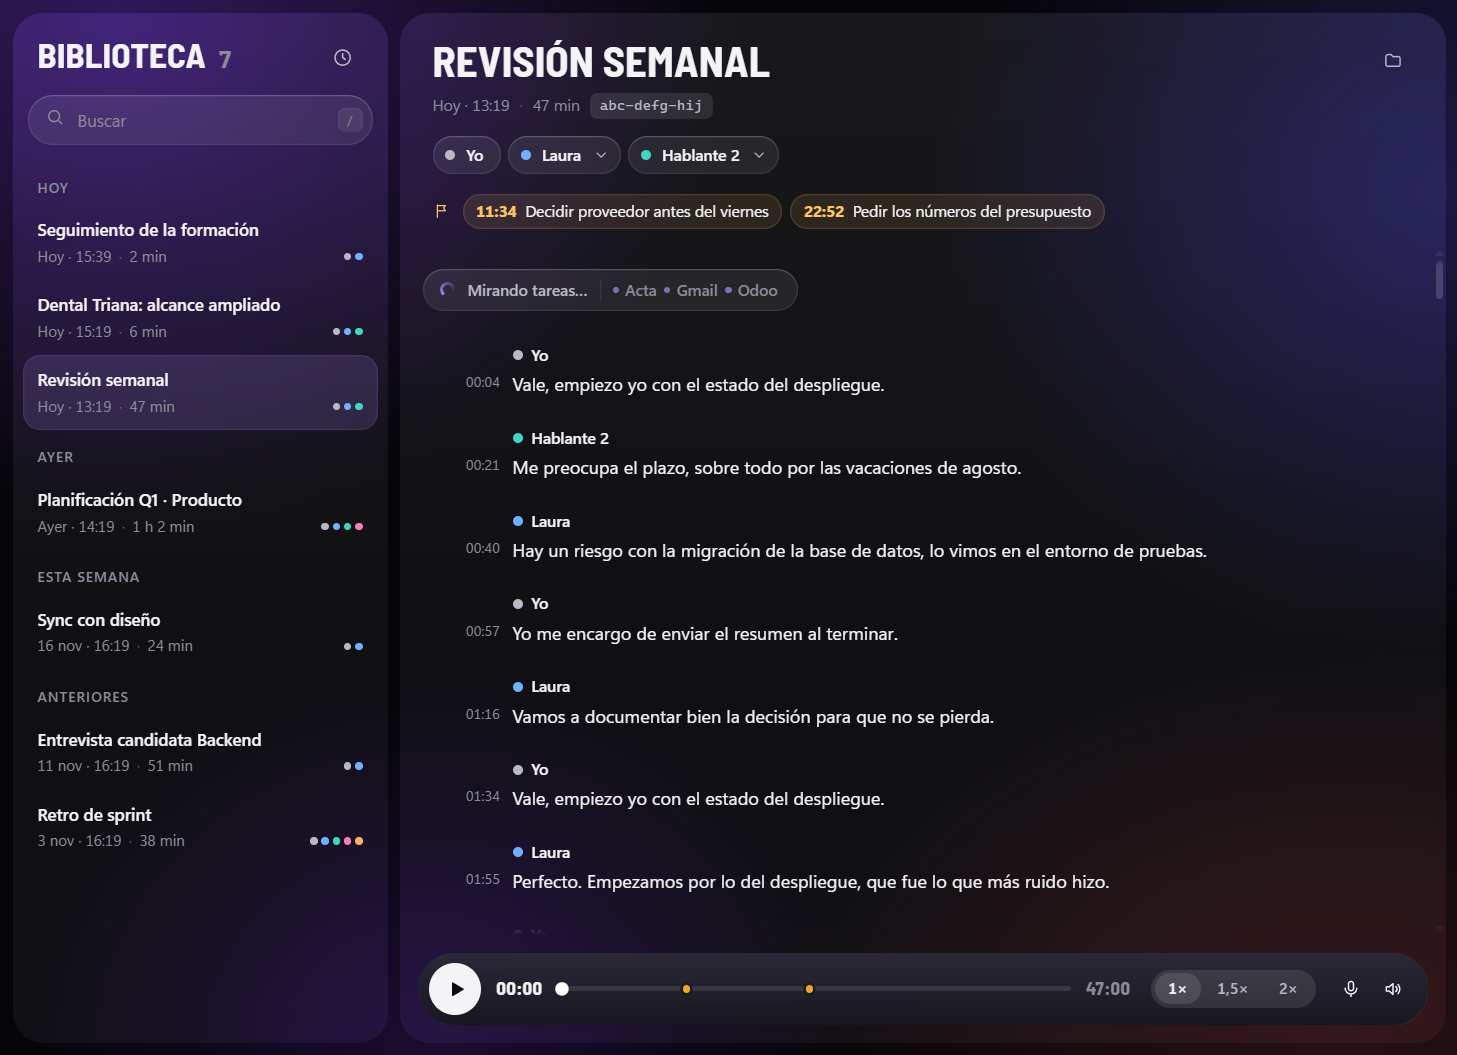 BIBLIOTECA 7
Buscar /
HOY
Seguimiento de la formación
Hoy · 15:39 · 2 min
Dental Triana: alcance ampliado
Hoy · 15:19 · 6 min
Revisión semanal
Hoy · 13:19 · 47 min
AYER
Planificación Q1 · Producto
Ayer · 14:19 · 1 h 2 min
ESTA SEMANA
Sync con diseño
16 nov · 16:19 · 24 min
ANTERIORES
Entrevista candidata Backend
11 nov · 16:19 · 51 min
Retro de sprint
3 nov · 16:19 · 38 min
REVISIÓN SEMANAL
Hoy · 13:19 · 47 min abc-defg-hij
Yo Laura Hablante 2
11:34 Decidir proveedor antes del viernes 22:52 Pedir los números del presupuesto
Mirando tareas... • Acta • Gmail • Odoo
Yo
00:04 Vale, empiezo yo con el estado del despliegue.
Hablante 2
00:21 Me preocupa el plazo, sobre todo por las vacaciones de agosto.
Laura
00:40 Hay un riesgo con la migración de la base de datos, lo vimos en el entorno de pruebas.
Yo
00:57 Yo me encargo de enviar el resumen al terminar.
Laura
01:16 Vamos a documentar bien la decisión para que no se pierda.
Yo
01:34 Vale, empiezo yo con el estado del despliegue.
Laura
01:55 Perfecto. Empezamos por lo del despliegue, que fue lo que más ruido hizo.
00:00 47:00 1× 1,5× 2×